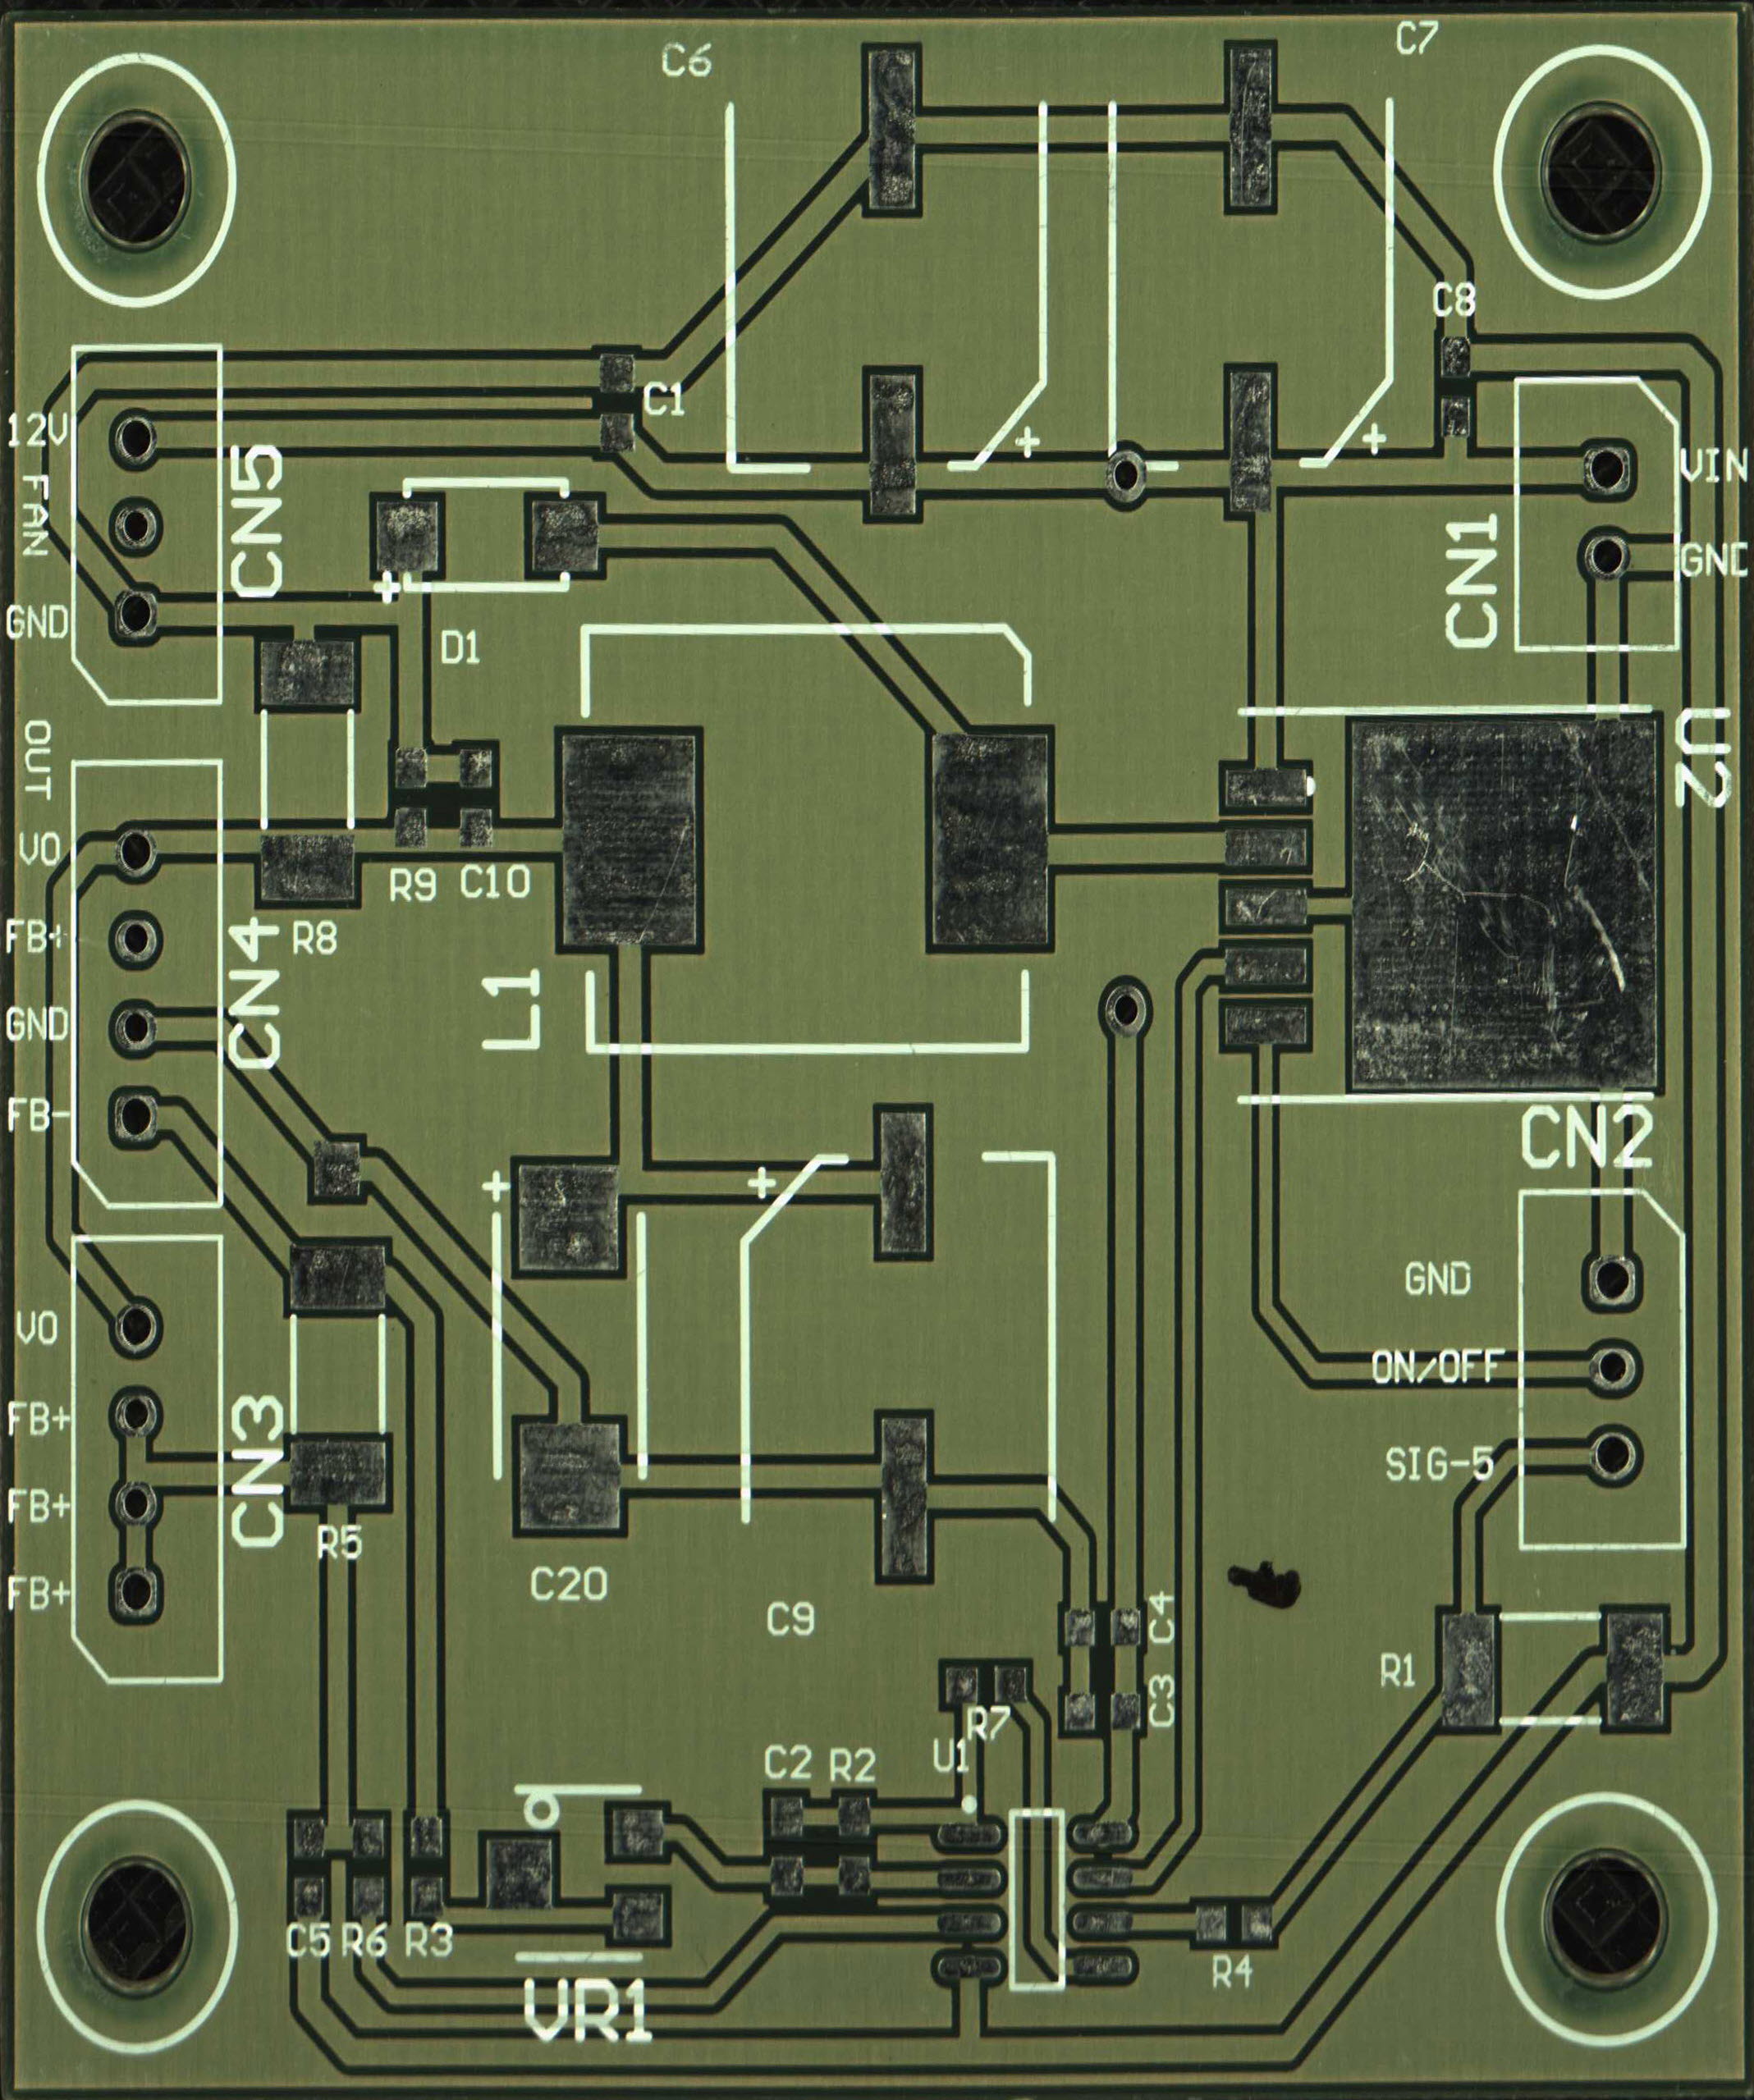 C6
C7
C8
C1
12V
FAN
GND
CN5
VIN
GND
CN1
D1
U2
OUT
VO
FB+
GND
FB-
CN4
R9
C10
R8
L1
+
+
+
+
+
CN2
GND
ON/OFF
SIG-5
VO
FB+
FB+
FB+
CN3
R5
C20
C9
C4
C3
R1
R7
U1
C2
R2
C5
R6
R3
R4
VR1